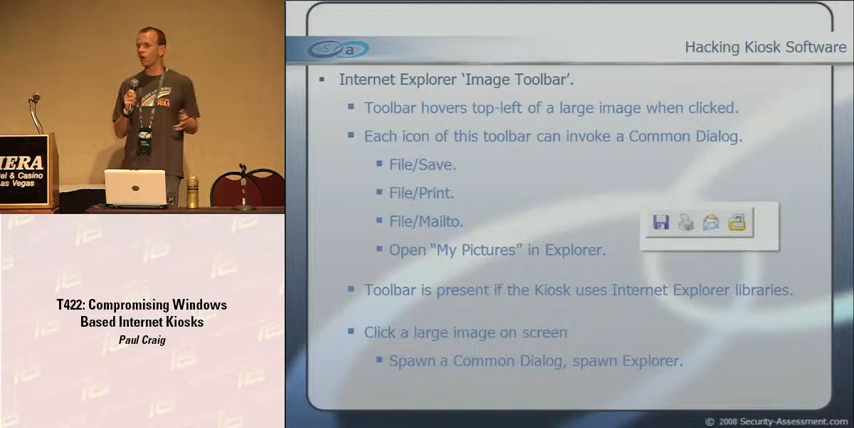 IERA
el & Casino
as Vegas
T422: Compromising Windows
Based Internet Kiosks
Paul Craig
s a
Hacking Kiosk Software
Internet Explorer ‘Image Toolbar’.
Toolbar hovers top-left of a large image when clicked.
Each icon of this toolbar can invoke a Common Dialog.
File/Save.
File/Print.
File/Mailto.
Open “My Pictures” in Explorer.
Toolbar is present if the Kiosk uses Internet Explorer libraries.
Click a large image on screen
Spawn a Common Dialog, spawn Explorer.
© 2008 Security-Assessment.com